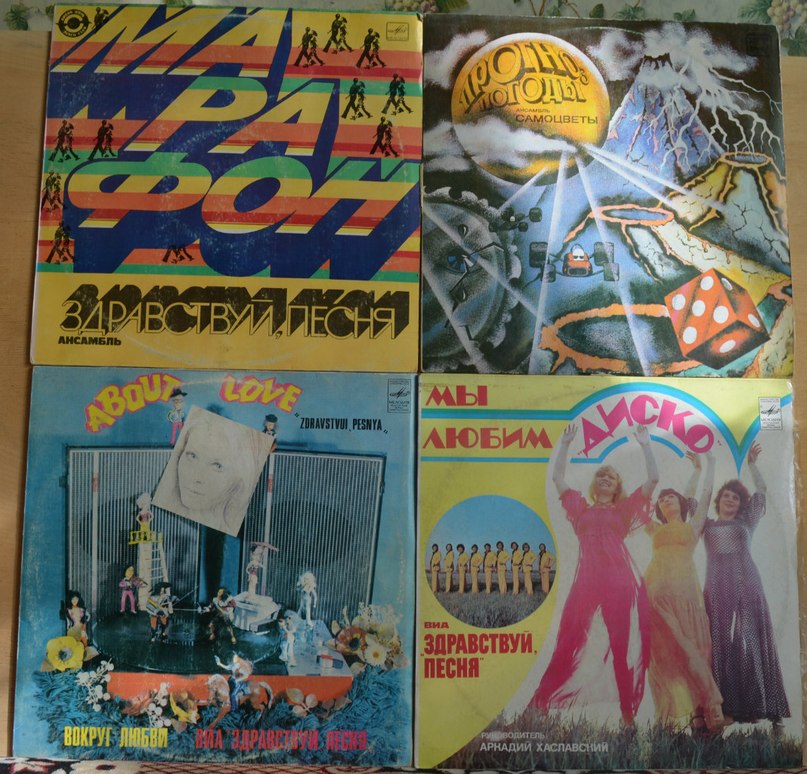 МА
РА
ФОН
ЗДРАВСТВУЙ, ПЕСНЯ
АНСАМБЛЬ
ПРОГНОЗ
ПОГОДЫ
АНСАМБЛЬ
САМОЦВЕТЫ
ABOUT LOVE
"ZDRAVSTVUI, PESNYA"
ВОКРУГ ЛЮБВИ ВИА ЗДРАВСТВУЙ ПЕСНЯ
МЫ
ЛЮБИМ "ДИСКО"
ВИА
"ЗДРАВСТВУЙ,
ПЕСНЯ"
РУКОВОДИТЕЛЬ
АРКАДИЙ ХАСЛАВСКИЙ